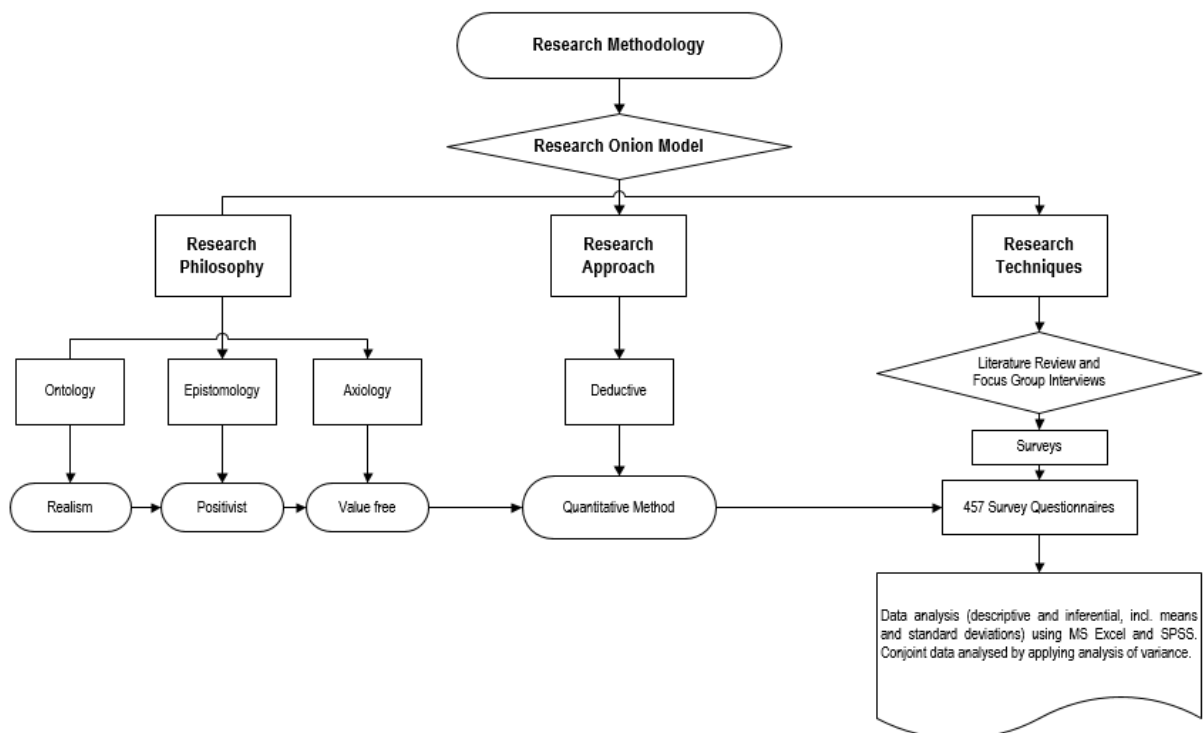 Research Methodology
Research Onion Model
Research
Philosophy
Research
Approach
Research
Techniques
Ontology
Epistomology
Axiology
Deductive
Literature Review and
Focus Group Interviews
Surveys
Realism
Positivist
Value free
Quantitative Method
457 Survey Questionnaires
Data analysis (descriptive and inferential, incl. means
and standard deviations) using MS Excel and SPSS.
Conjoint data analysed by applying analysis of variance.